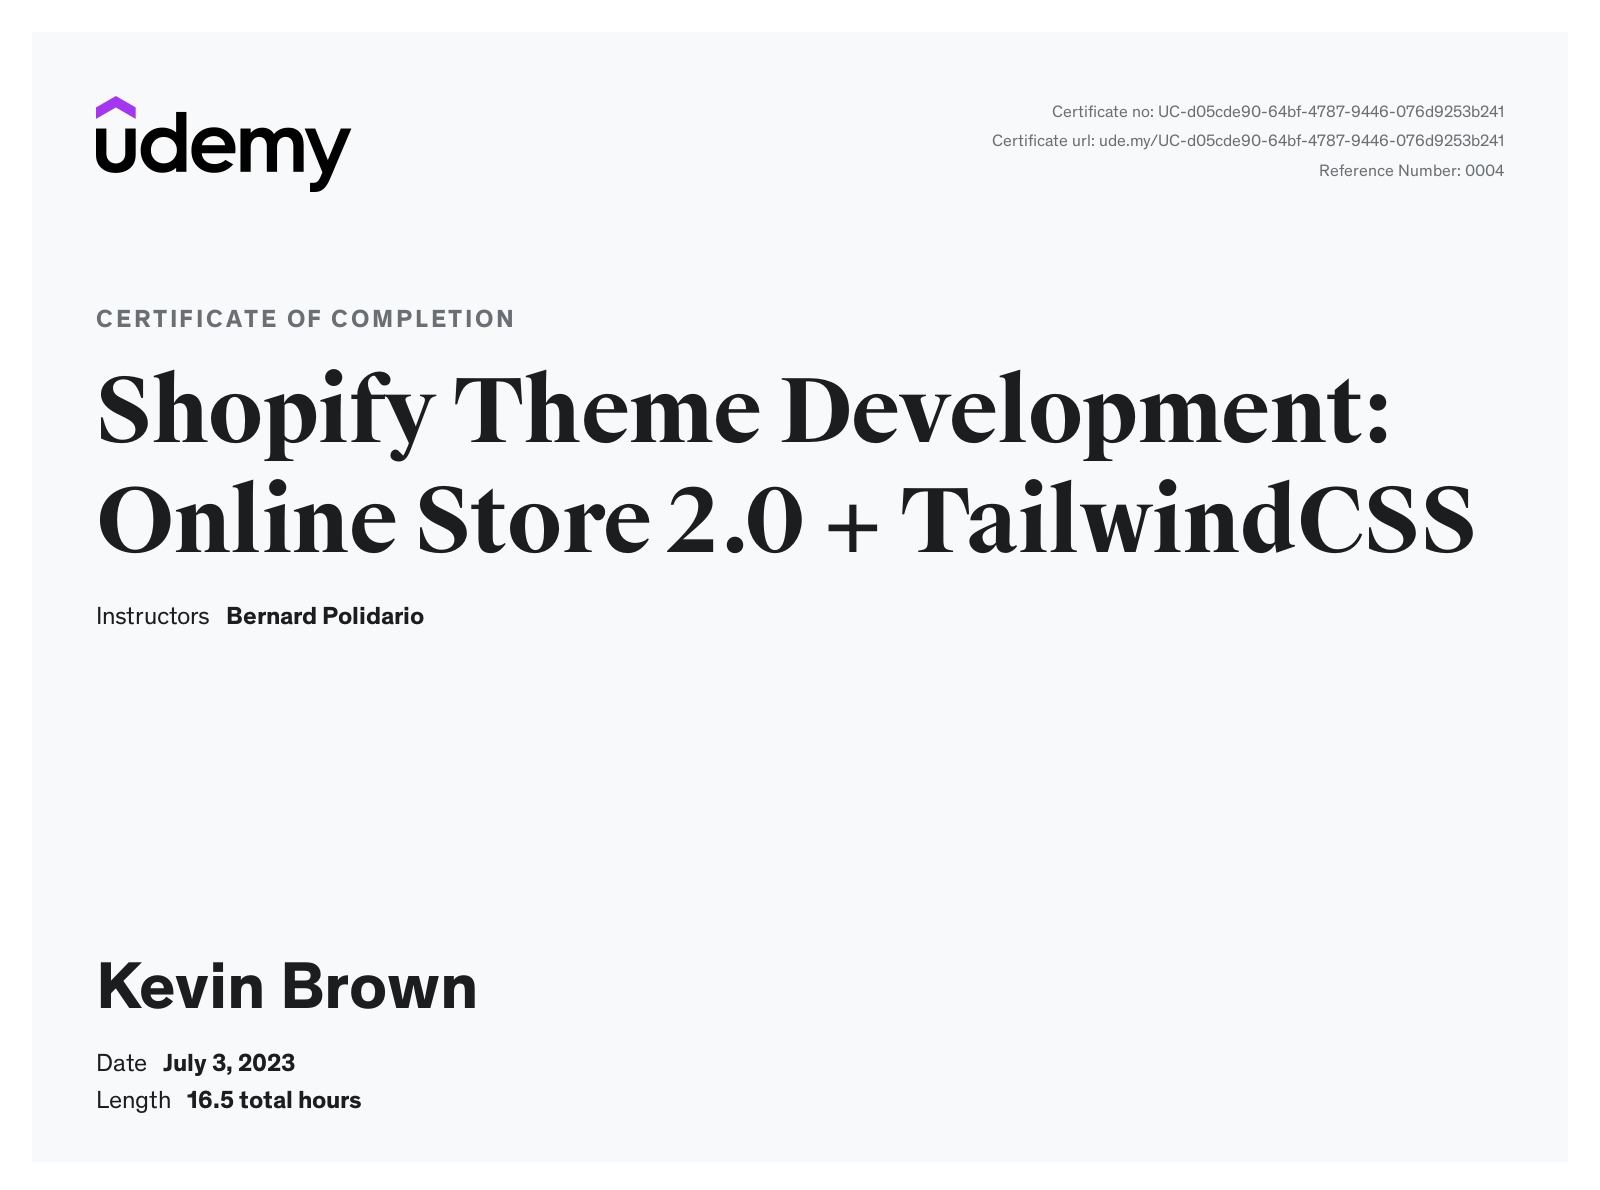 udemy
Certificate no: UC-d05cde90-64bf-4787-9446-076d9253b241
Certificate url: ude.my/UC-d05cde90-64bf-4787-9446-076d9253b241
Reference Number: 0004
CERTIFICATE OF COMPLETION
Shopify Theme Development:
Online Store 2.0 + TailwindCSS
Instructors Bernard Polidario
Kevin Brown
Date July 3, 2023
Length 16.5 total hours